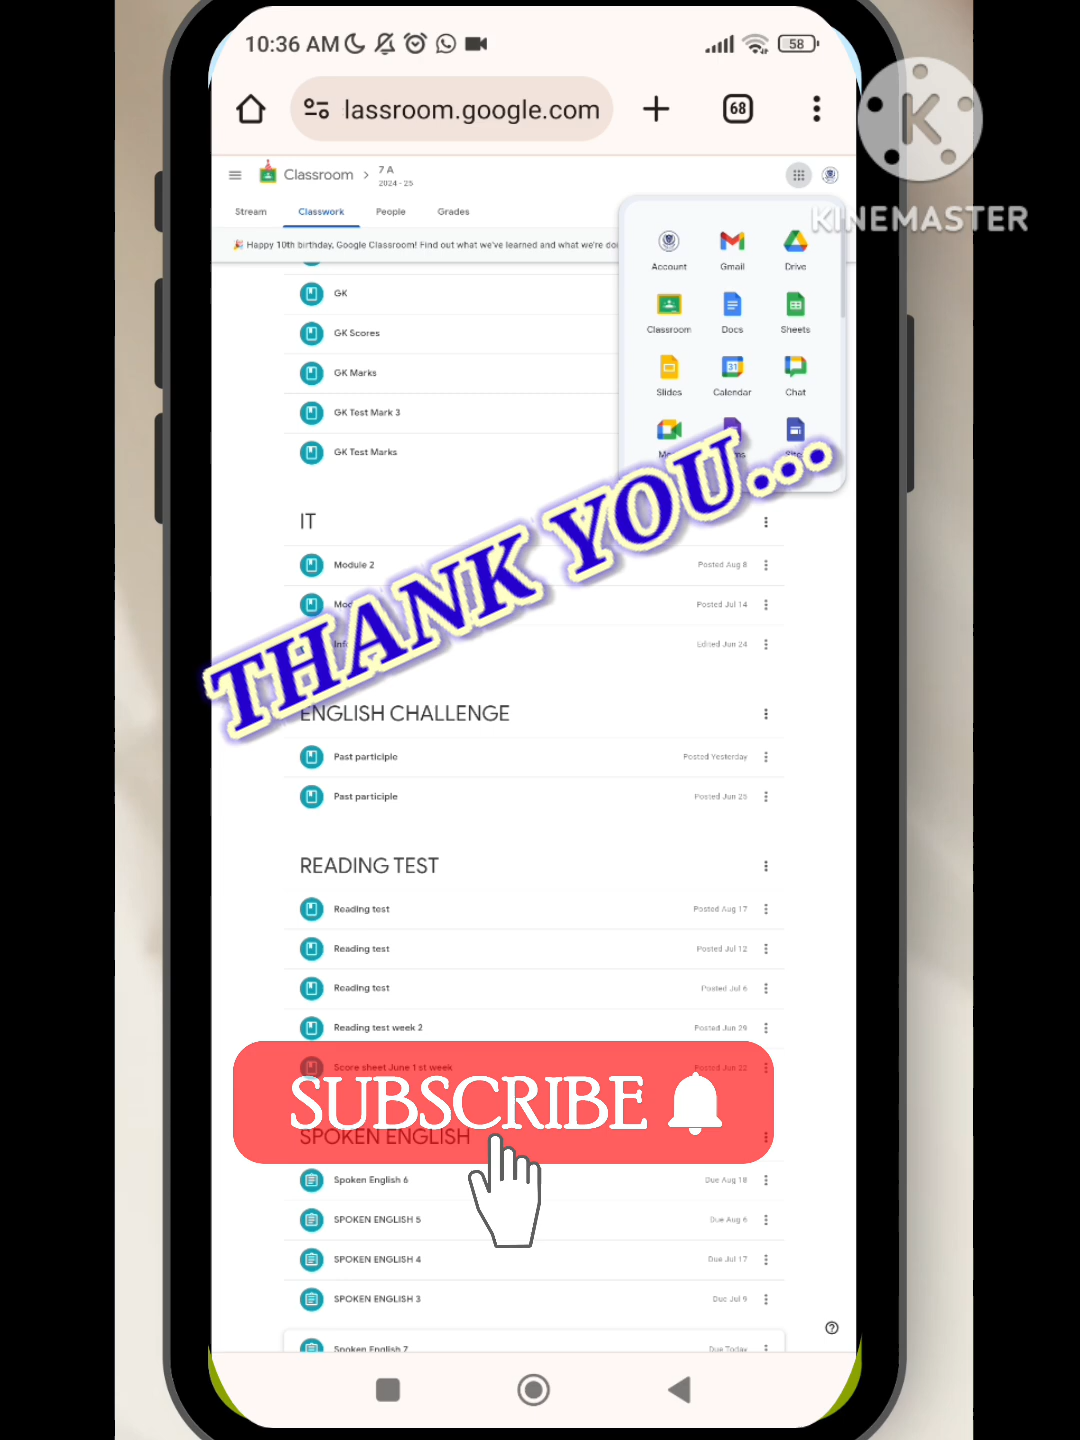 10:36 AM
58
lassroom.google.com
68
Classroom
7 A
2024 - 25
KINEMASTER
Stream
Classwork
People
Grades
Happy 10th birthday, Google Classroom! Find out what we've learned and what we're doi
Account
Gmail
Drive
Classroom
Docs
Sheets
Slides
31
Calendar
Chat
GK
GK Scores
GK Marks
GK Test Mark 3
GK Test Marks
THANK YOU...
IT
Module 2
Posted Aug 8
Posted Jul 14
Edited Jun 24
ENGLISH CHALLENGE
Past participle
Posted Yesterday
Past participle
Posted Jun 25
READING TEST
Reading test
Posted Aug 17
Reading test
Posted Jul 12
Reading test
Posted Jul 6
Reading test week 2
Posted Jun 29
Score sheet June 1 st week
Posted Jun 22
SUBSCRIBE
SPOKEN ENGLISH
Spoken English 6
Due Aug 18
SPOKEN ENGLISH 5
Due Aug 6
SPOKEN ENGLISH 4
Due Jul 17
SPOKEN ENGLISH 3
Due Jul 9
Spoken English 7
Due Today